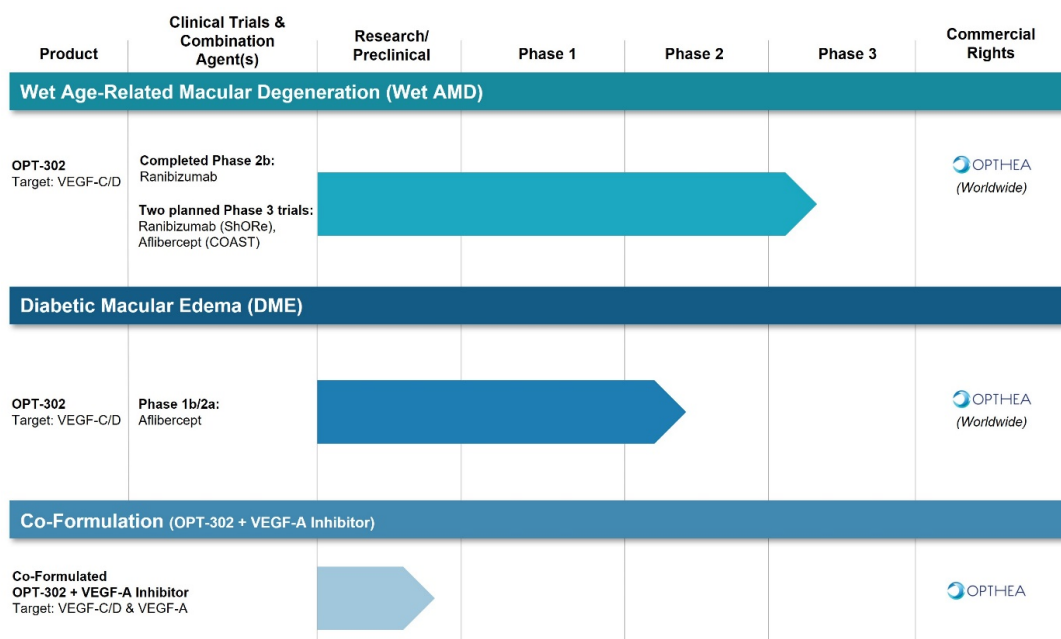 Product
Clinical Trials &
Combination
Agent(s)
Research/
Preclinical
Phase 1
Phase 2
Phase 3
Commercial
Rights
Wet Age-Related Macular Degeneration (Wet AMD)
OPT-302
Target: VEGF-C/D
Completed Phase 2b:
Ranibizumab
Two planned Phase 3 trials:
Ranibizumab (ShORe),
Aflibercept (COAST)
OPTHEA
(Worldwide)
Diabetic Macular Edema (DME)
OPT-302
Target: VEGF-C/D
Phase 1b/2a:
Aflibercept
OPTHEA
(Worldwide)
Co-Formulation (OPT-302 + VEGF-A Inhibitor)
Co-Formulated
OPT-302 + VEGF-A Inhibitor
Target: VEGF-C/D & VEGF-A
OPTHEA